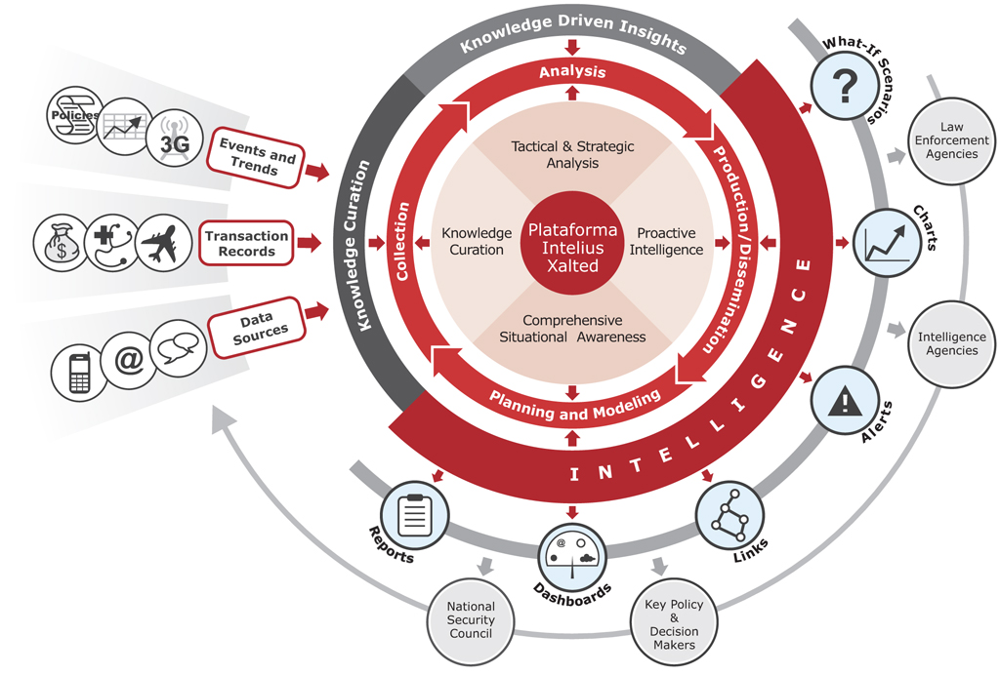 Policies
3G
Events and
Trends
Transaction
Records
$
@
Data
Sources
Knowledge Driven Insights
Knowledge Curation
INTELLIGENCE
Analysis
Production/Dissemination
Planning and Modeling
Collection
Tactical & Strategic
Analysis
Knowledge
Curation
Plataforma
Intelius
Xalted
Proactive
Intelligence
Comprehensive
Situational Awareness
?
What-If Scenarios
Charts
!
Alerts
Links
@
Dashboards
Reports
Law
Enforcement
Agencies
Intelligence
Agencies
Key Policy
&
Decision
Makers
National
Security
Council